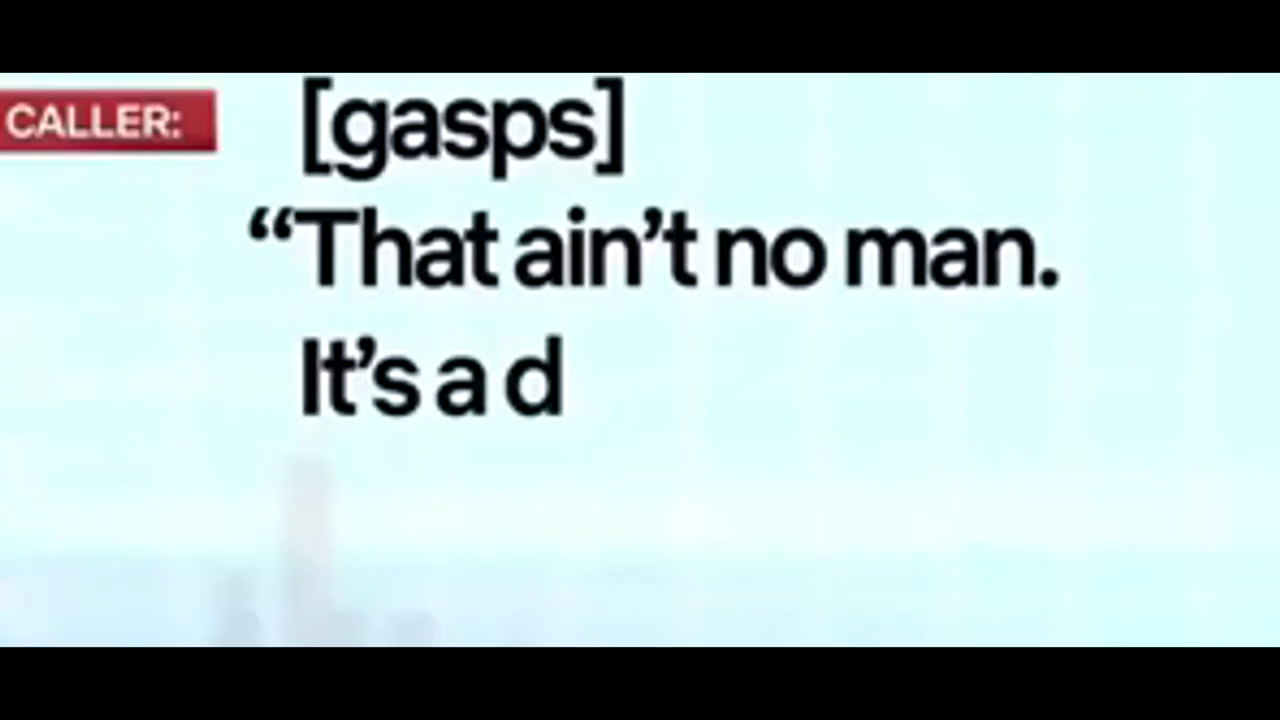 CALLER:
[gasps]
“That ain’t no man.
It’s a d